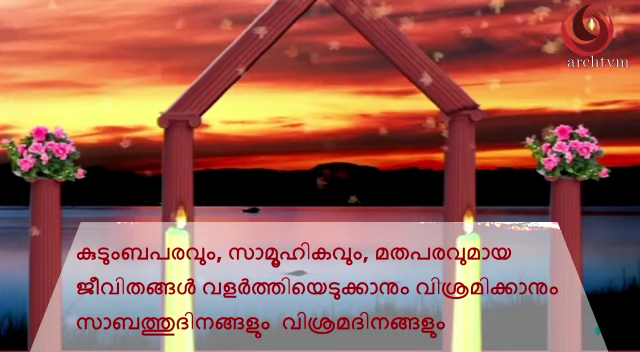 archtvm
കുടുംബപരവും, സാമൂഹികവും, മതപരവുമായ
ജീവിതങ്ങൾ വളർത്തിയെടുക്കാനും വിശ്രമിക്കാനും
സാബത്തുദിനങ്ങളും വിശ്രമദിനങ്ങളും